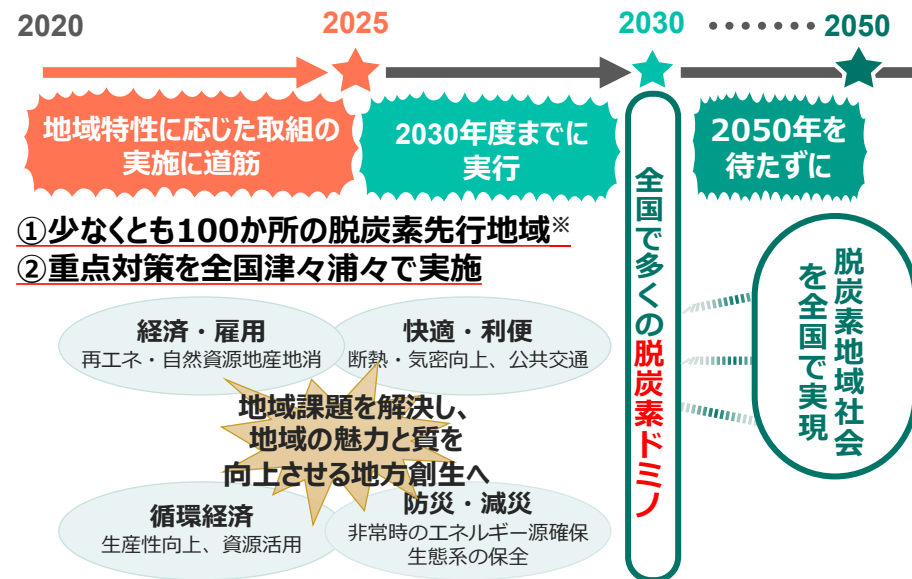 2020
2025
2030
2050
地域特性に応じた取組の
実施に道筋
2030年度までに
実行
2050年を
待たずに
①少なくとも100か所の脱炭素先行地域※
②重点対策を全国津々浦々で実施
経済・雇用
再エネ・自然資源地産地消
快適・利便
断熱・気密向上、公共交通
地域課題を解決し、
地域の魅力と質を
向上させる地方創生へ
循環経済
生産性向上、資源活用
防災・減災
非常時のエネルギー源確保
生態系の保全
全国で多くの脱炭素ドミノ
脱炭素地域社会
を全国で実現